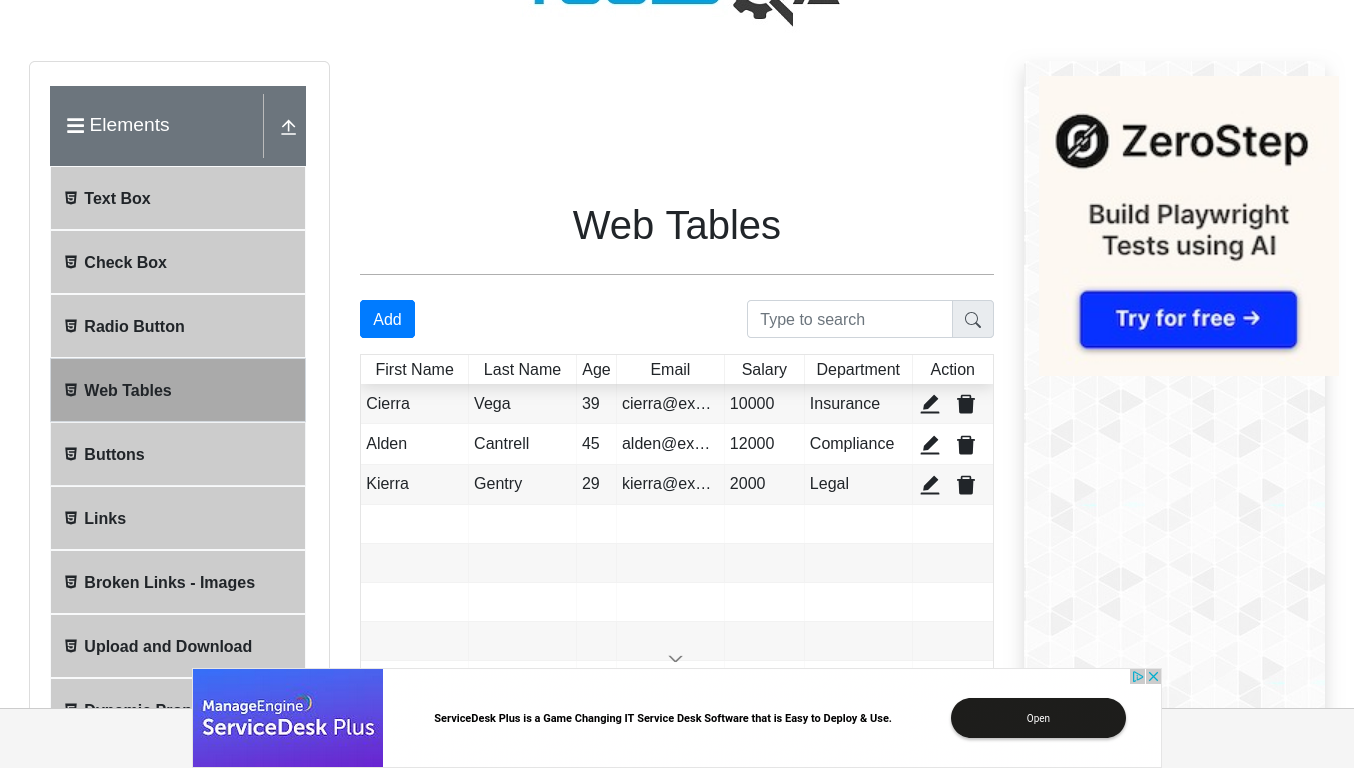 Elements
Text Box
Check Box
Radio Button
Web Tables
Buttons
Links
Broken Links - Images
Upload and Download
Web Tables
Add
Type to search
First Name Last Name Age Email Salary Department Action
Cierra Vega 39 cierra@ex… 10000 Insurance
Alden Cantrell 45 alden@ex… 12000 Compliance
Kierra Gentry 29 kierra@ex… 2000 Legal
ZeroStep
Build Playwright
Tests using AI
Try for free →
ManageEngine
ServiceDesk Plus
ServiceDesk Plus is a Game Changing IT Service Desk Software that is Easy to Deploy & Use.
Open